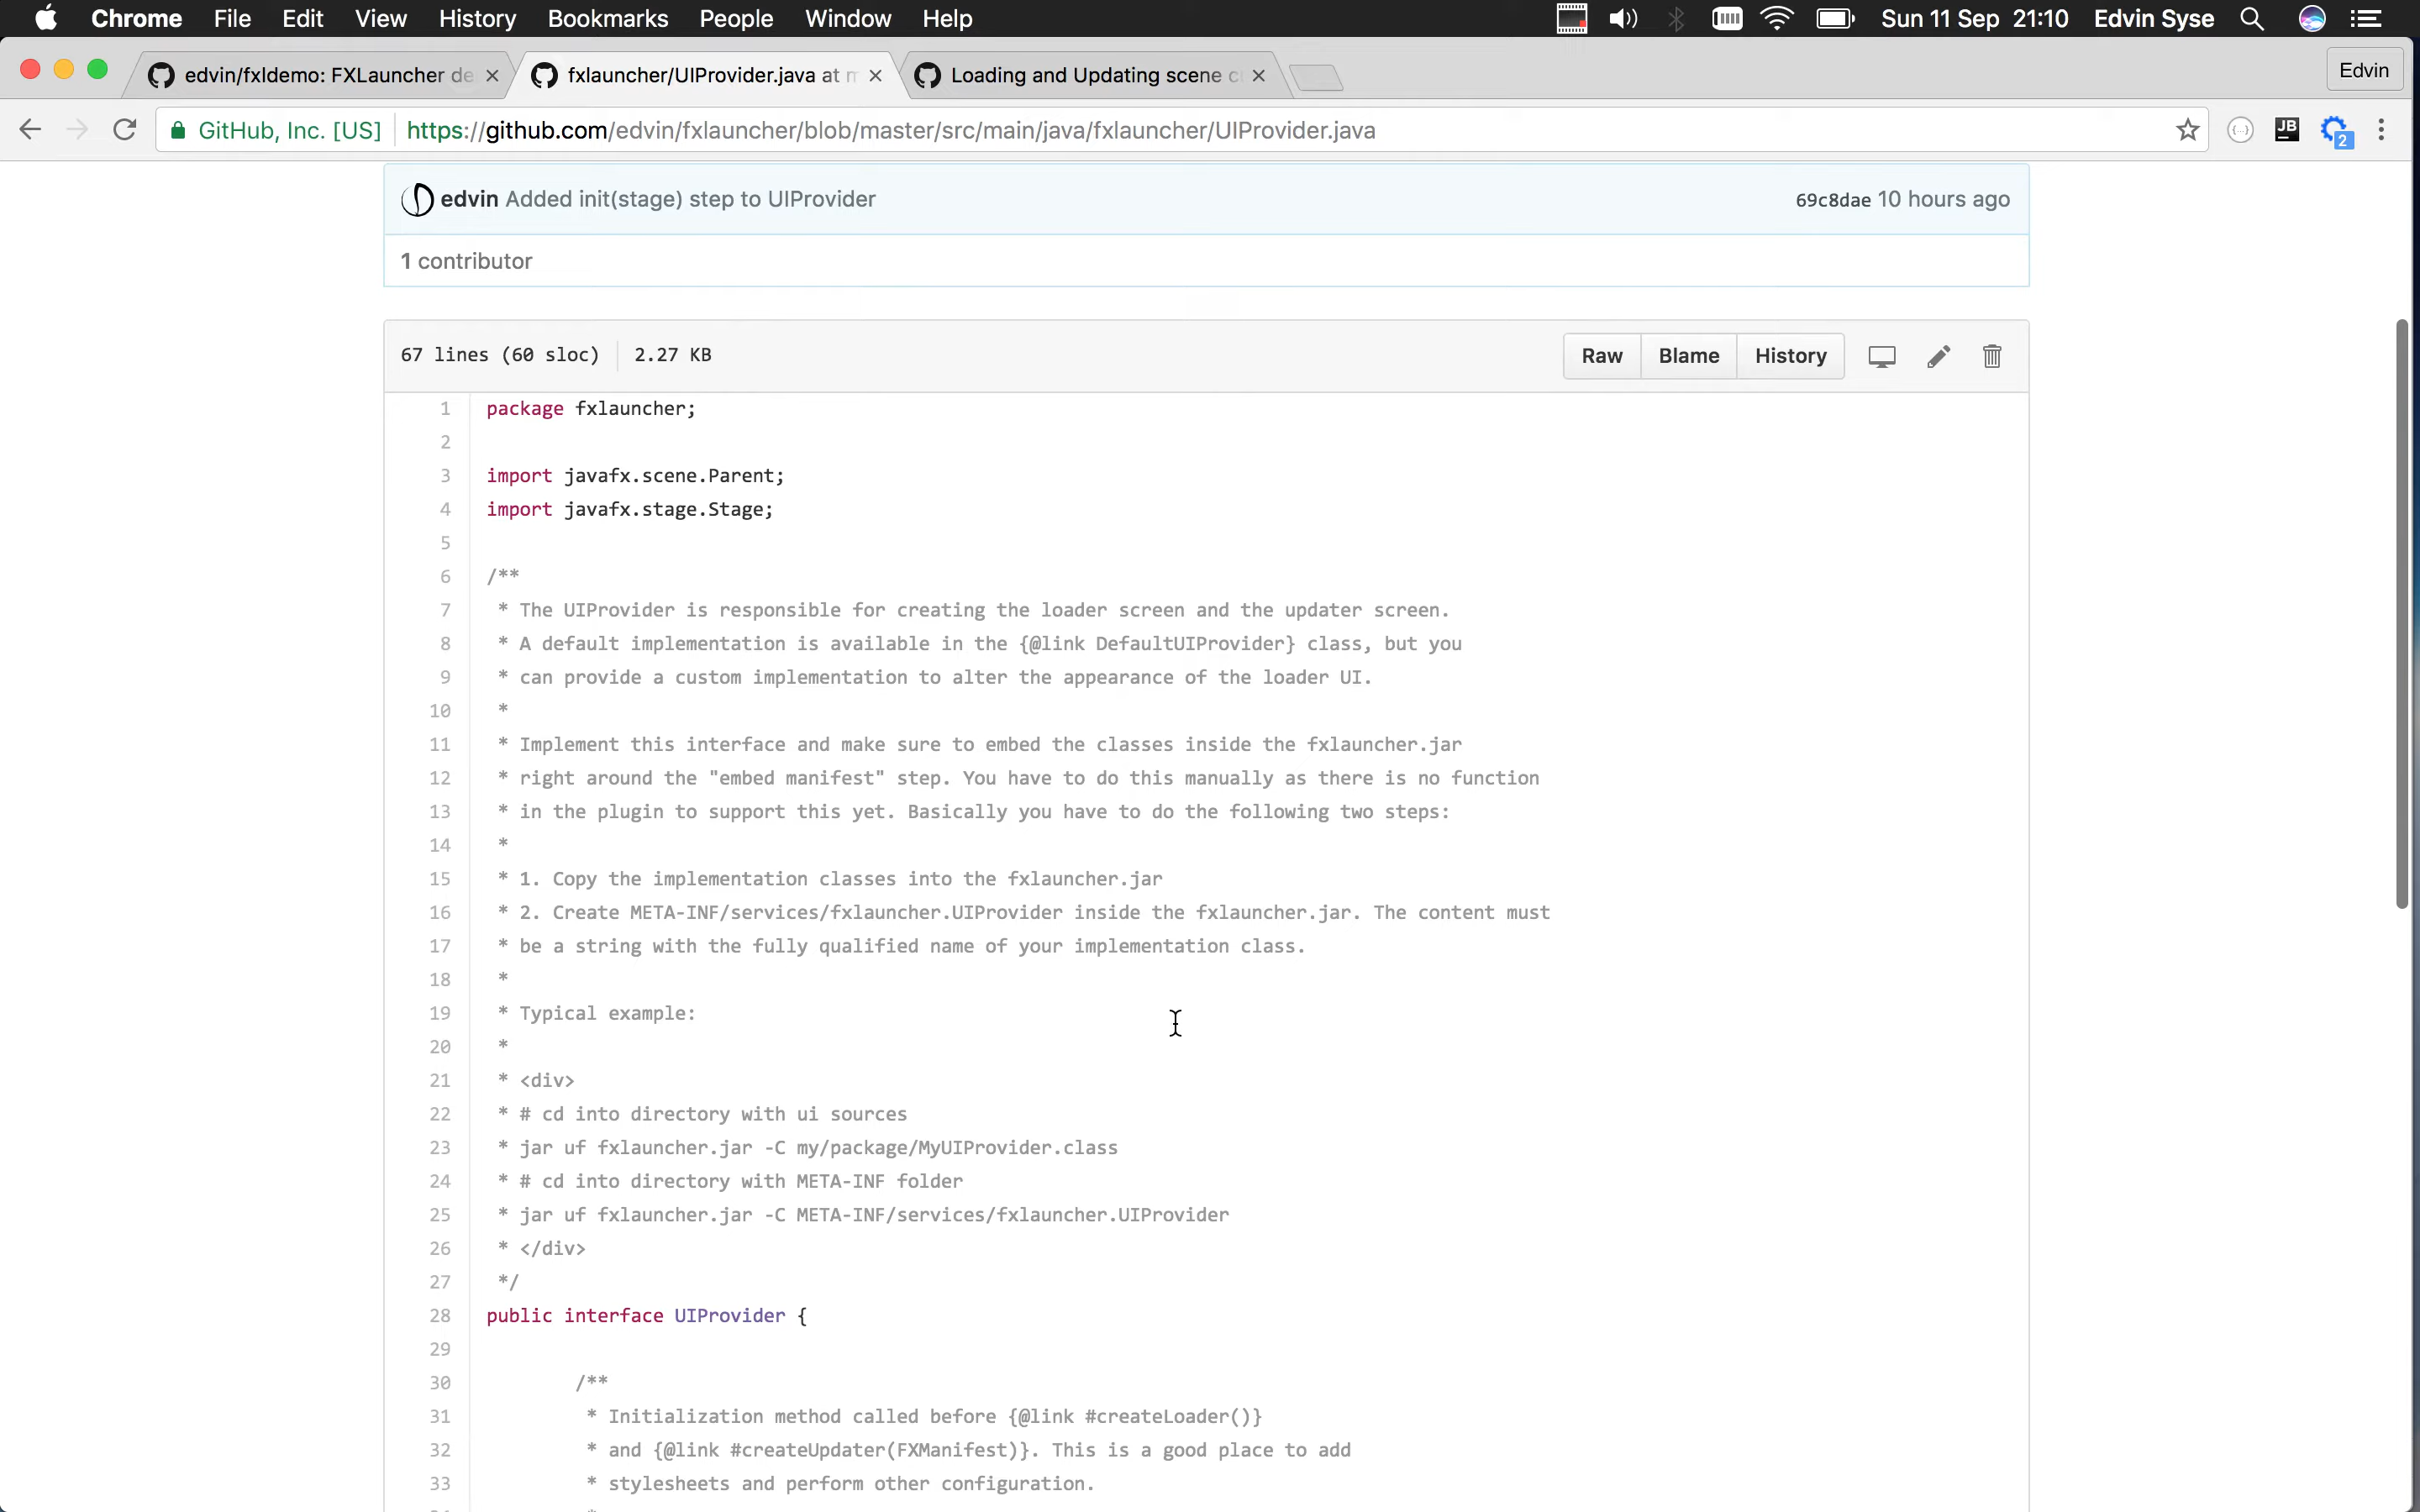 Chrome File Edit View History Bookmarks People Window Help Sun 11 Sep 21:10 Edvin Syse
edvin/fxldemo: FXLauncher de fxlauncher/UIProvider.java at m Loading and Updating scene c Edvin
GitHub, Inc. [US] https://github.com/edvin/fxlauncher/blob/master/src/main/java/fxlauncher/UIProvider.java JB 2
edvin Added init(stage) step to UIProvider 69c8dae 10 hours ago
1 contributor
67 lines (60 sloc) 2.27 KB Raw Blame History
1 package fxlauncher;
2
3 import javafx.scene.Parent;
4 import javafx.stage.Stage;
5
6 /**
7 * The UIProvider is responsible for creating the loader screen and the updater screen.
8 * A default implementation is available in the {@link DefaultUIProvider} class, but you
9 * can provide a custom implementation to alter the appearance of the loader UI.
10 *
11 * Implement this interface and make sure to embed the classes inside the fxlauncher.jar
12 * right around the "embed manifest" step. You have to do this manually as there is no function
13 * in the plugin to support this yet. Basically you have to do the following two steps:
14 *
15 * 1. Copy the implementation classes into the fxlauncher.jar
16 * 2. Create META-INF/services/fxlauncher.UIProvider inside the fxlauncher.jar. The content must
17 * be a string with the fully qualified name of your implementation class.
18 *
19 * Typical example:
20 *
21 * <div>
22 * # cd into directory with ui sources
23 * jar uf fxlauncher.jar -C my/package/MyUIProvider.class
24 * # cd into directory with META-INF folder
25 * jar uf fxlauncher.jar -C META-INF/services/fxlauncher.UIProvider
26 * </div>
27 */
28 public interface UIProvider {
29
30 /**
31 * Initialization method called before {@link #createLoader()}
32 * and {@link #createUpdater(FXManifest)}. This is a good place to add
33 * stylesheets and perform other configuration.